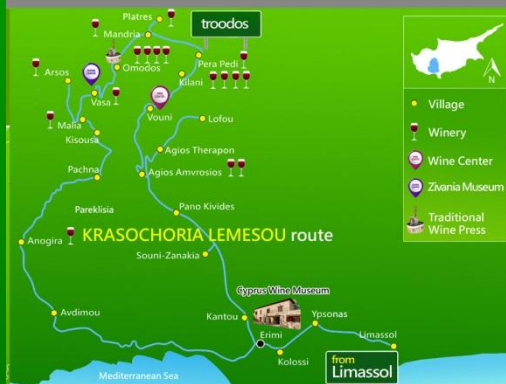 Platres
Mandria
troodos
Omodos
Pera Pedi
Arsos
Vasa
Kilani
Malia
Vouni
Lofou
Kisousa
Agios Therapon
Pachna
Agios Amvrosios
Pareklisia
Pano Kivides
Anogira
KRASOCHORIA LEMESOU route
Souni-Zanakia
Cyprus Wine Museum
Avdimou
Kantou
Ypsonas
Erimi
Limassol
Kolossi
from
Limassol
Mediterranean Sea
N
Village
Winery
Wine Center
Zivania Museum
Traditional
Wine Press